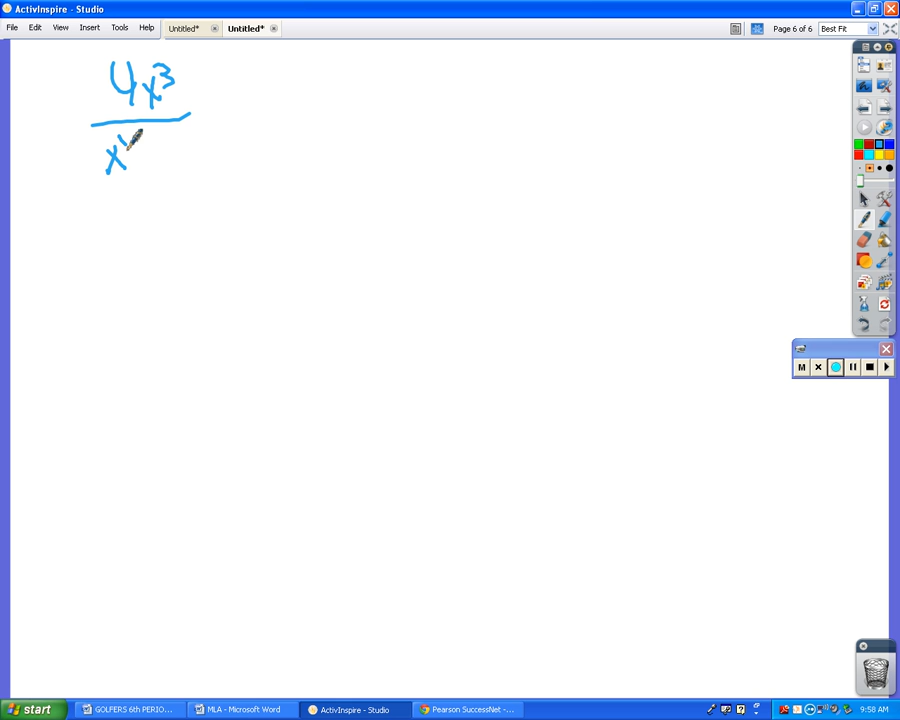 ActivInspire - Studio
File Edit View Insert Tools Help Untitled* Untitled* Page 6 of 6 Best Fit
4x³
x
M
start GOLFERS 6th PERIO... MLA - Microsoft Word ActivInspire - Studio Pearson SuccessNet -... 9:58 AM